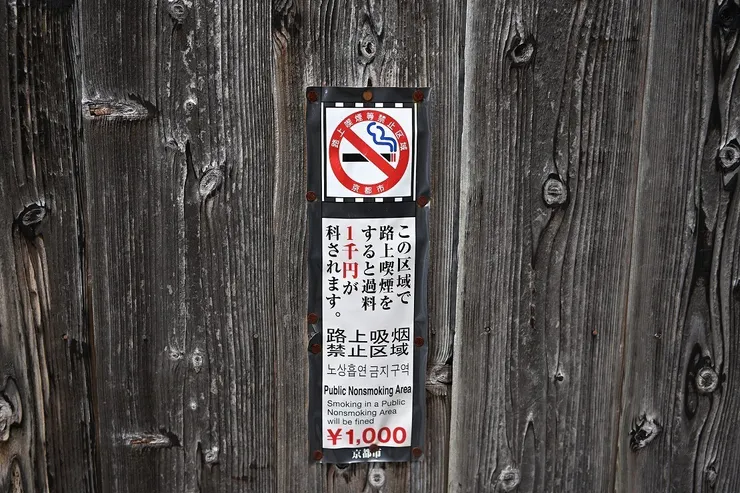 路上喫煙等禁止区域
京都市
この区域で
路上喫煙を
すると過料
1千円が
科されます。
路上吸烟
禁止区域
노상흡연 금지구역
Public Nonsmoking Area
Smoking in a Public
Nonsmoking Area
will be fined
￥1,000
京都市